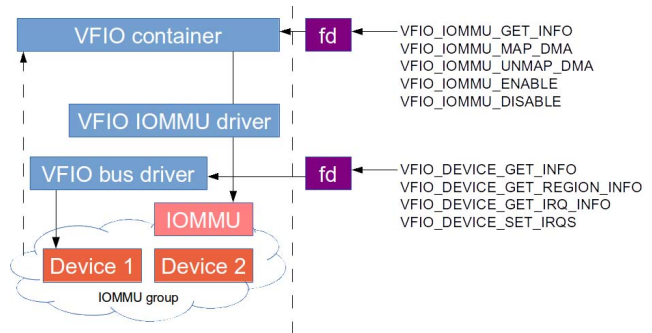 VFIO container
fd
VFIO_IOMMU_GET_INFO
VFIO_IOMMU_MAP_DMA
VFIO_IOMMU_UNMAP_DMA
VFIO_IOMMU_ENABLE
VFIO_IOMMU_DISABLE
VFIO IOMMU driver
VFIO bus driver
fd
VFIO_DEVICE_GET_INFO
VFIO_DEVICE_GET_REGION_INFO
VFIO_DEVICE_GET_IRQ_INFO
VFIO_DEVICE_SET_IRQS
IOMMU
Device 1
Device 2
IOMMU group